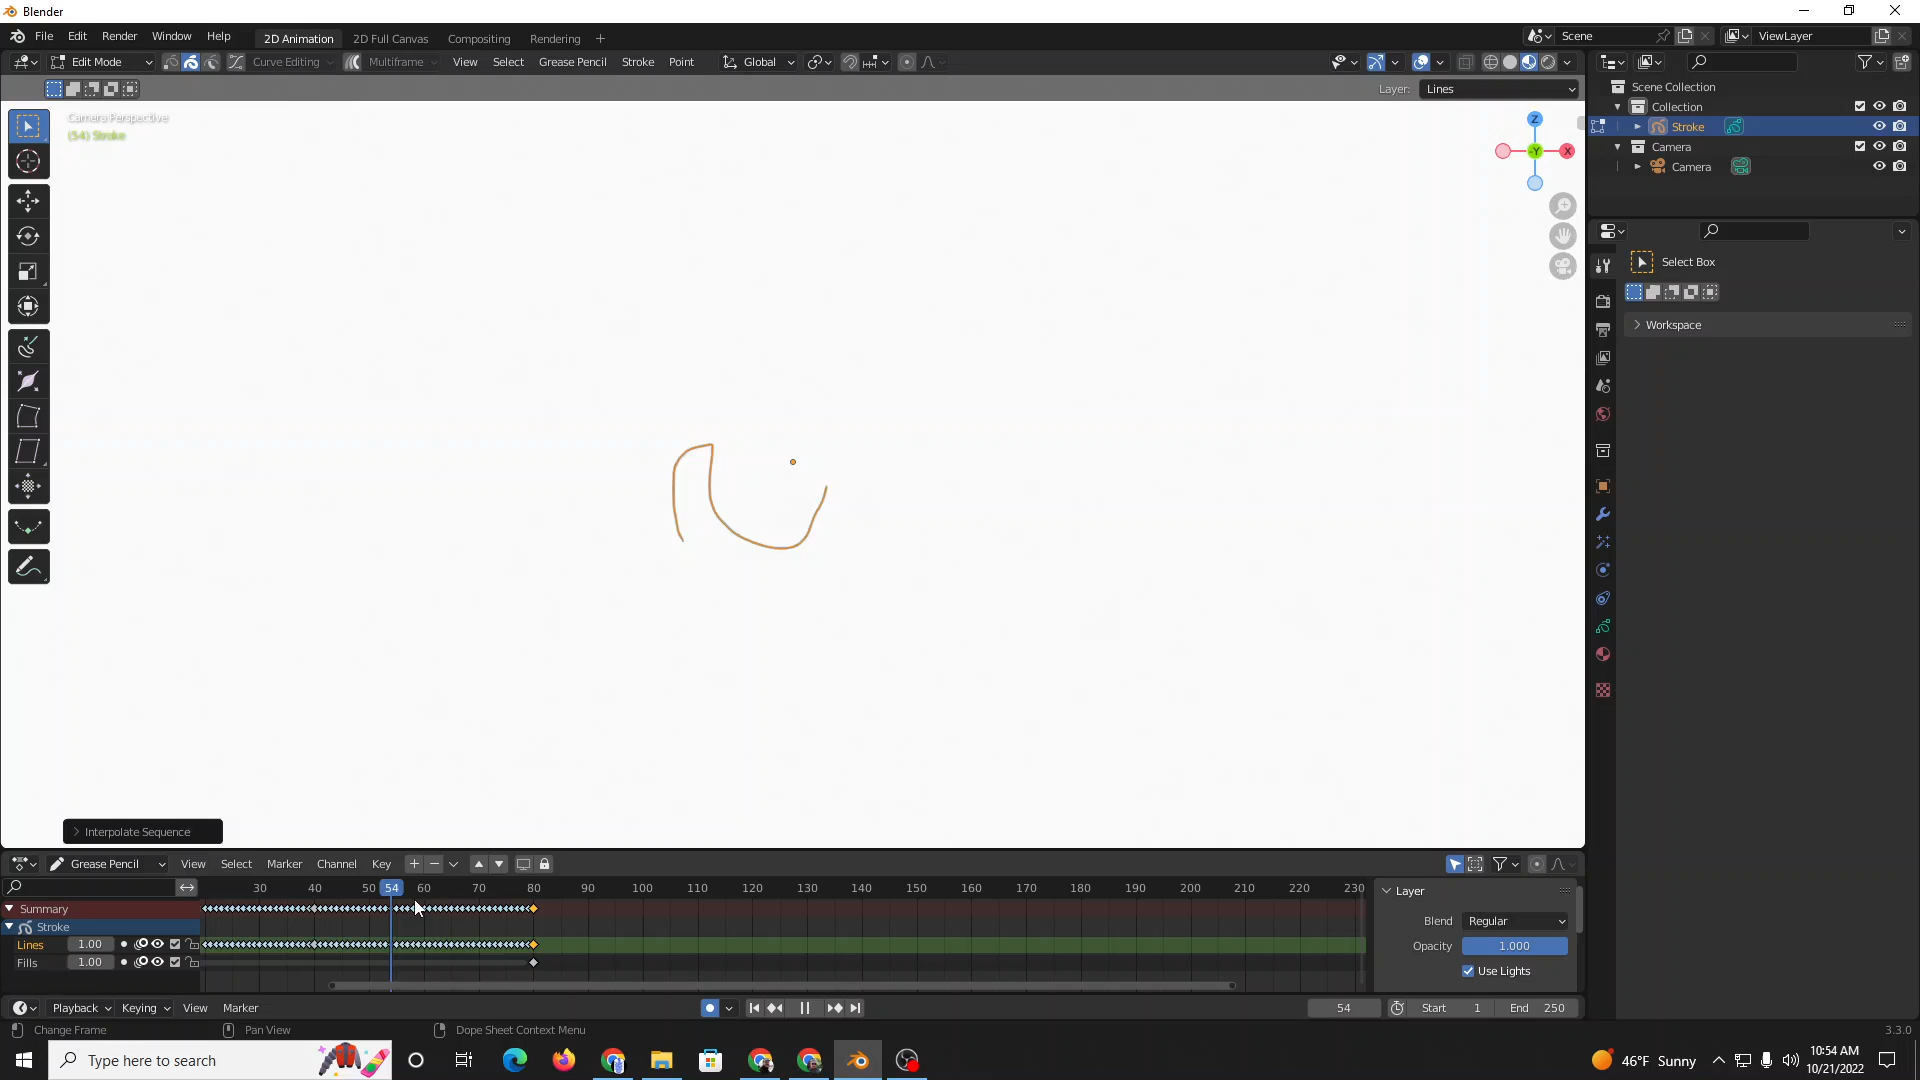 Blender
File Edit Render Window Help 2D Animation 2D Full Canvas Compositing Rendering +
Scene
ViewLayer
Edit Mode Curve Editing Multiframe View Select Grease Pencil Stroke Point Global
Layer: Lines
Camera Perspective
(54) Stroke
Z
-Y
X
Scene Collection
Collection
Stroke
Camera
Camera
Select Box
Workspace
Interpolate Sequence
Grease Pencil View Select Marker Channel Key
30 40 50 54 60 70 80 90 100 110 120 130 140 150 160 170 180 190 200 210 220 230
Summary
Stroke
Lines 1.00
Fills 1.00
Layer
Blend Regular
Opacity 1.000
Use Lights
Playback Keying View Marker
54 Start 1 End 250
Change Frame Pan View Dope Sheet Context Menu
3.3.0
Type here to search
46°F Sunny
10:54 AM
10/21/2022